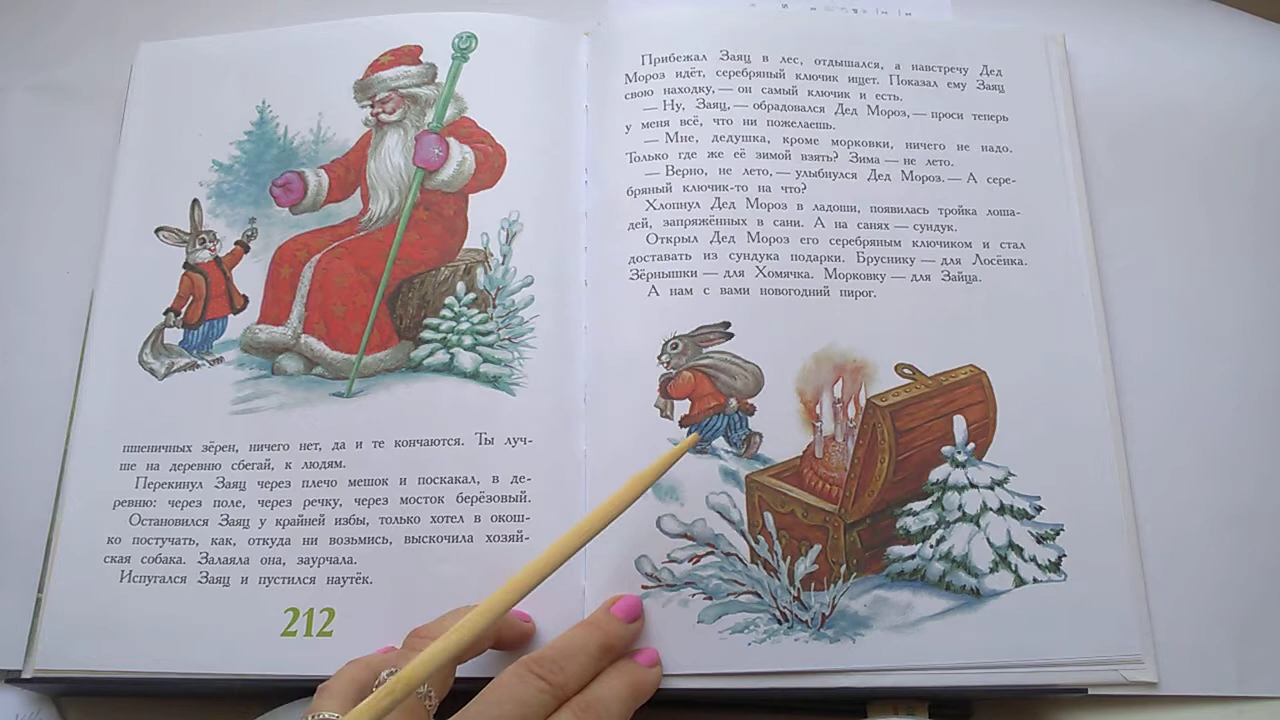 пшеничных зёрен, ничего нет, да и те кончаются. Ты луч-
ше на деревню сбегай, к людям.
Перекинул Заяц через плечо мешок и поскакал, в де-
ревню: через поле, через речку, через мосток берёзовый.
Остановился Заяц у крайней избы, только хотел в окош-
ко постучать, как, откуда ни возьмись, выскочила хозяй-
ская собака. Залаяла она, заурчала.
Испугался Заяц и пустился наутёк.
212
Прибежал Заяц в лес, отдышался, а навстречу Дед
Мороз идёт, серебряный ключик ищет. Показал ему Заяц
свою находку, — он самый ключик и есть.
— Ну, Заяц, — обрадовался Дед Мороз, — проси теперь
у меня всё, что ни пожелаешь.
— Мне, дедушка, кроме морковки, ничего не надо.
Только где же её зимой взять? Зима — не лето.
— Верно, не лето, — улыбнулся Дед Мороз. — А сере-
бряный ключик-то на что?
Хлопнул Дед Мороз в ладоши, появилась тройка лоша-
дей, запряжённых в сани. А на санях — сундук.
Открыл Дед Мороз его серебряным ключиком и стал
доставать из сундука подарки. Бруснику — для Лосёнка.
Зёрнышки — для Хомячка. Морковку — для Зайца.
А нам с вами новогодний пирог.